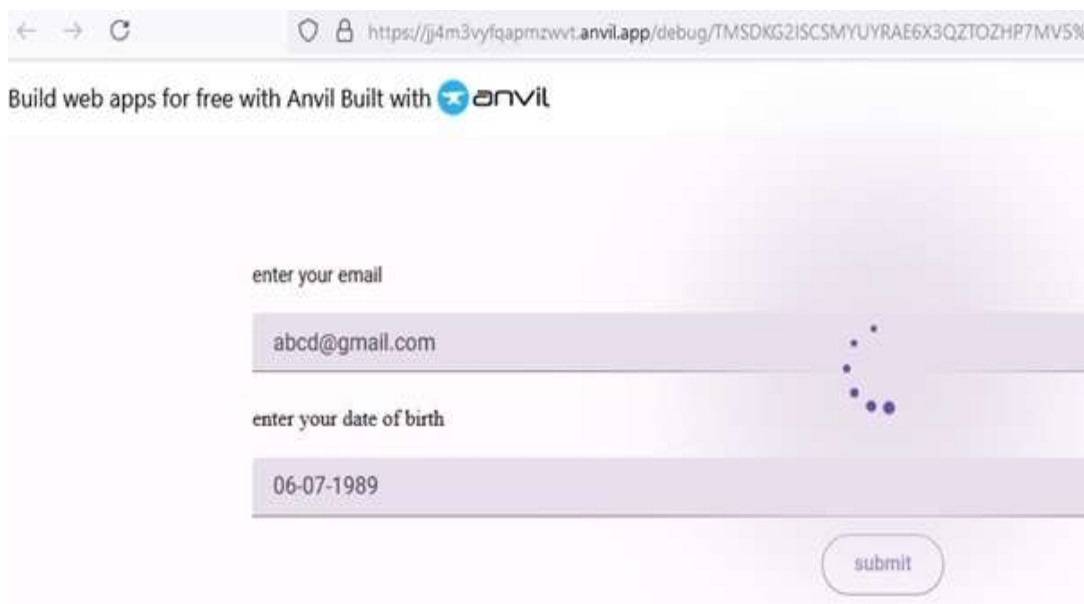 https://jj4m3vyfqapmzwvt.anvil.app/debug/TMSDKG2ISCSMYUYRAE6X3QZTOZHP7MV5%
Build web apps for free with Anvil Built with anvil
enter your email
abcd@gmail.com
enter your date of birth
06-07-1989
submit